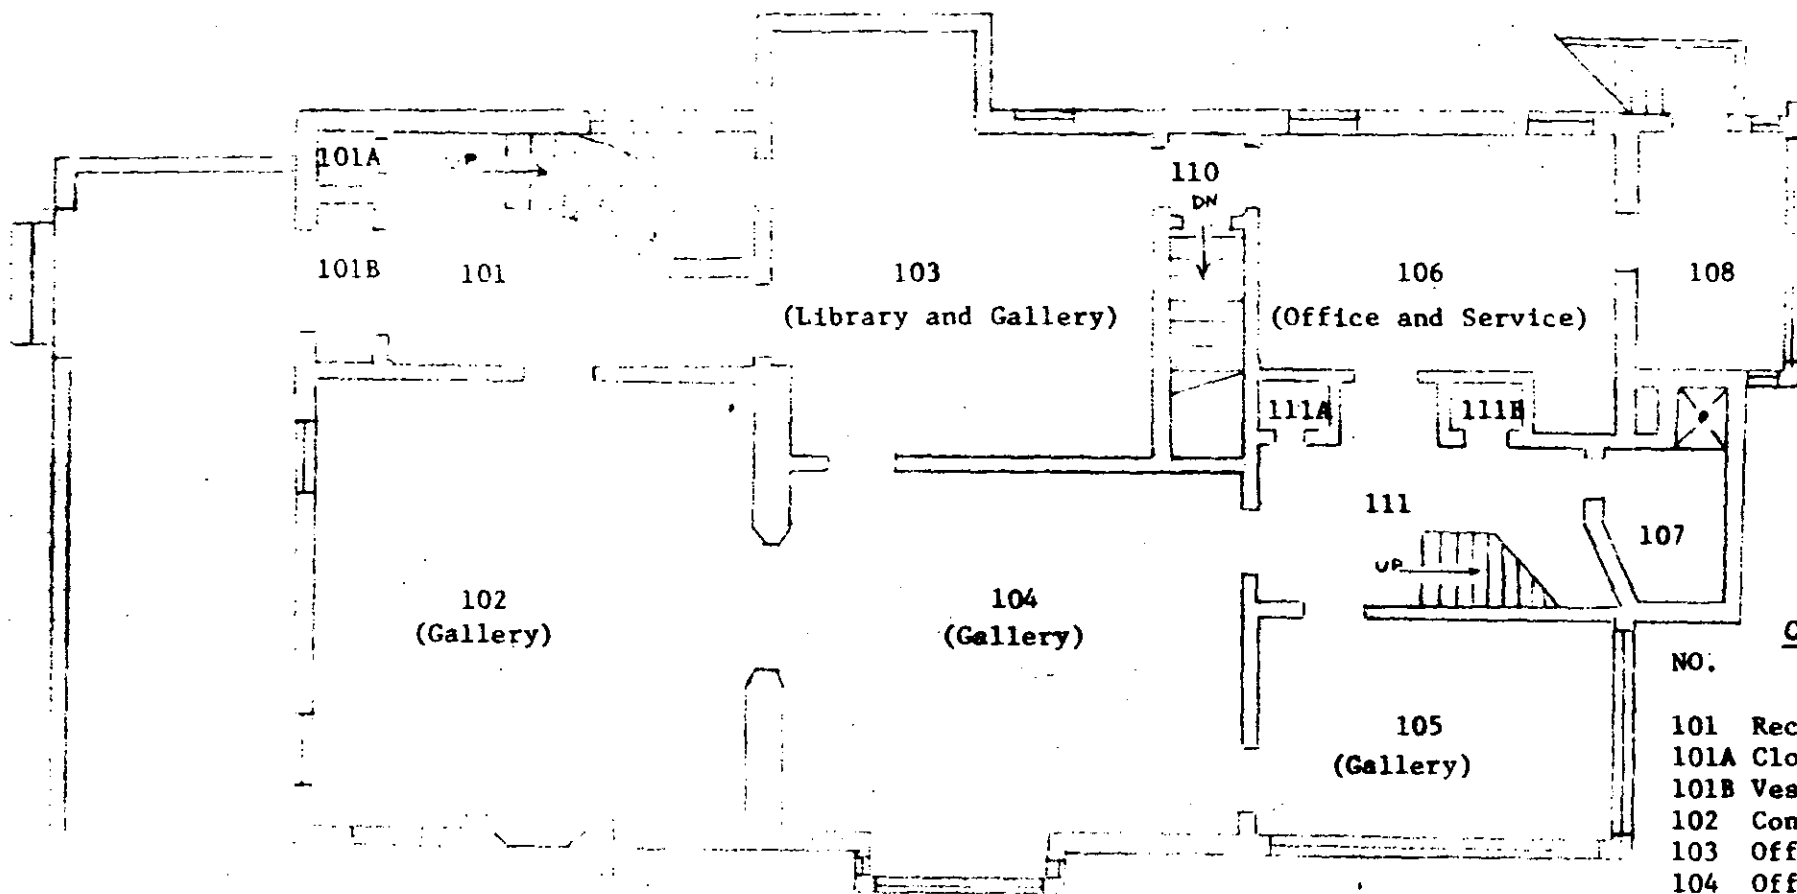 101A
110
DN
101B
101
103
(Library and Gallery)
106
(Office and Service)
108
111A
111B
111
107
UP
102
(Gallery)
104
(Gallery)
105
(Gallery)
NO.
101 Rec
101A Clo
101B Ves
102 Con
103 Off
104 Off